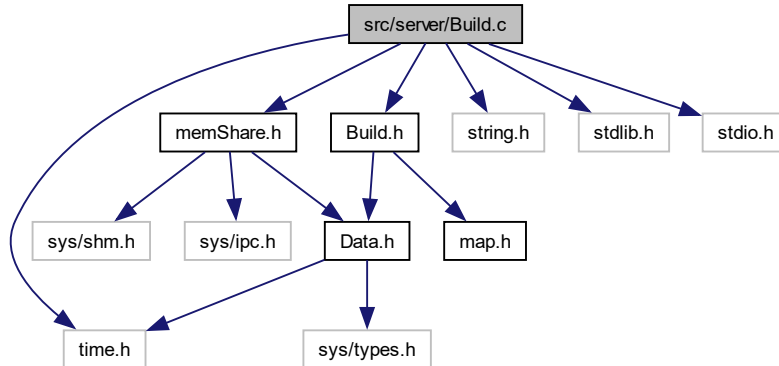 src/server/Build.c
memShare.h
Build.h
string.h
stdlib.h
stdio.h
sys/shm.h
sys/ipc.h
Data.h
map.h
time.h
sys/types.h